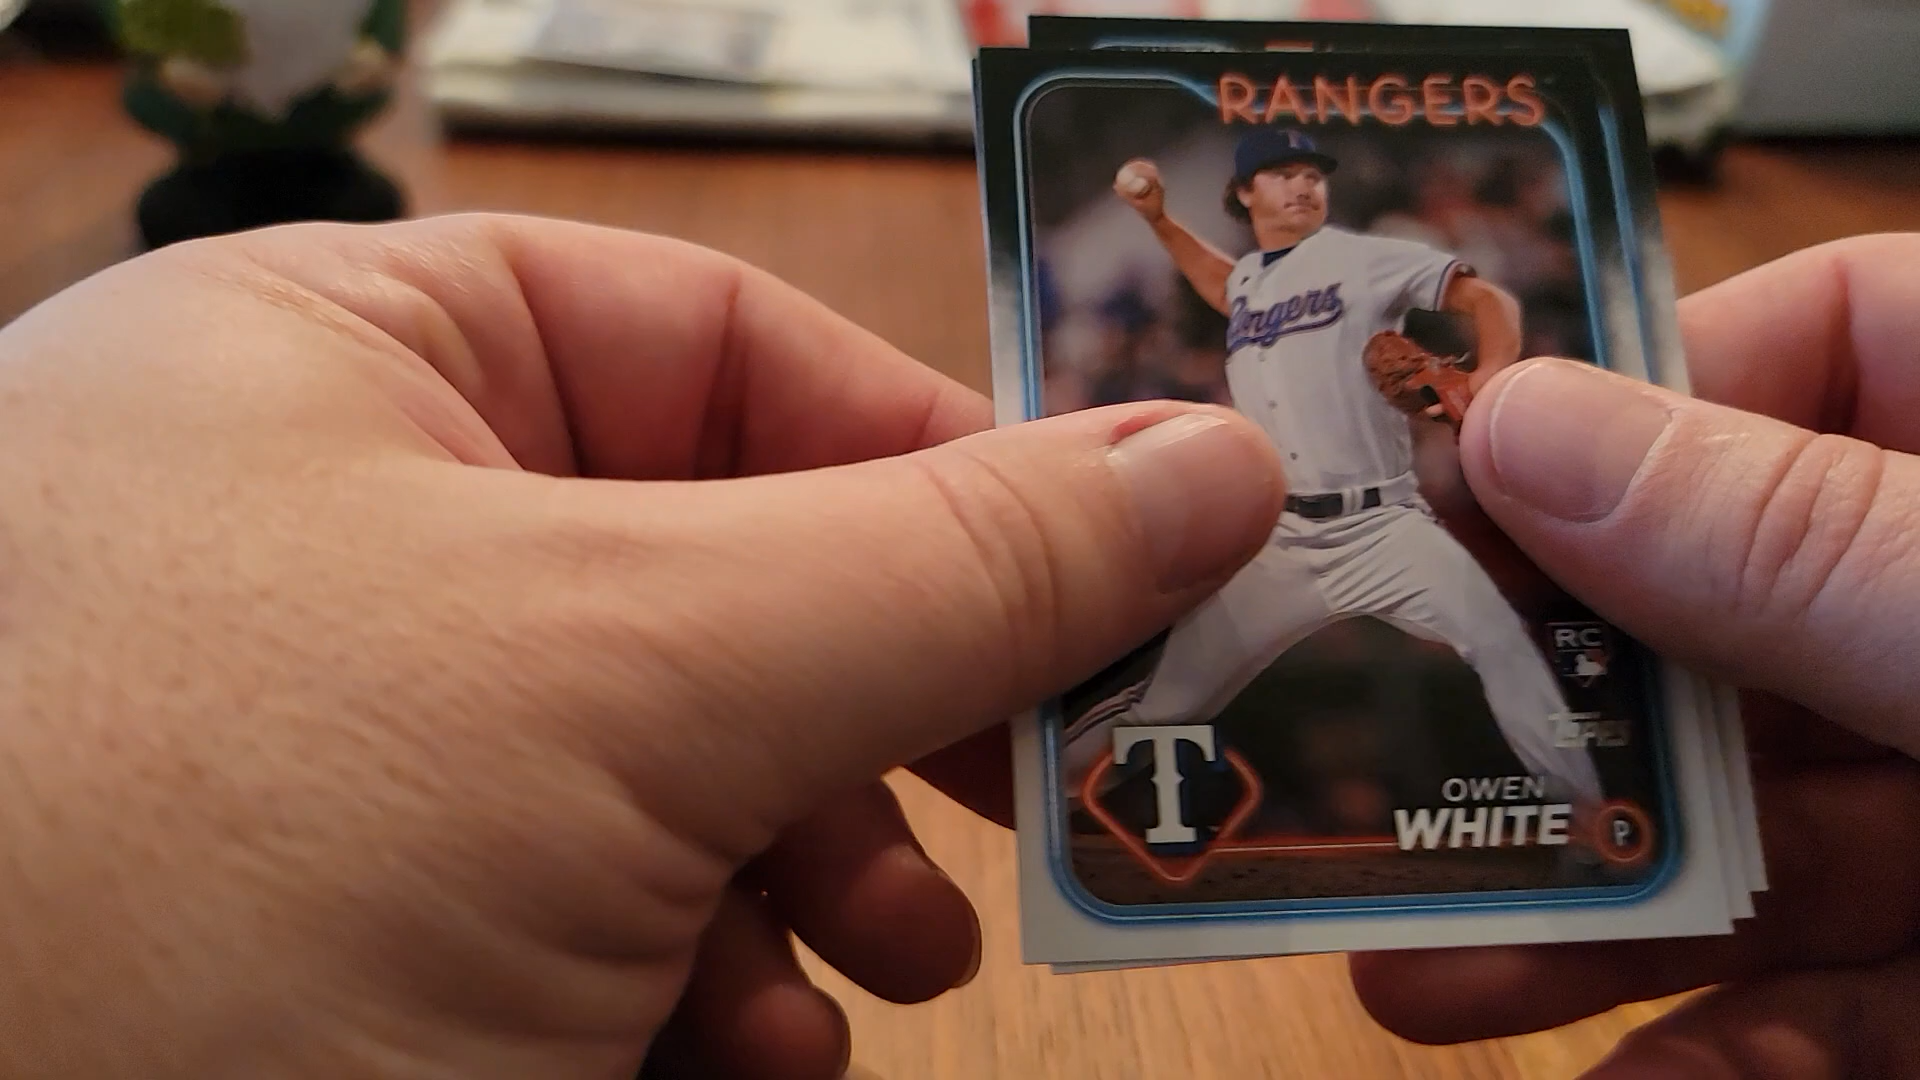 RANGERS
Rangers
RC
TOPPS
T
OWEN
WHITE
P